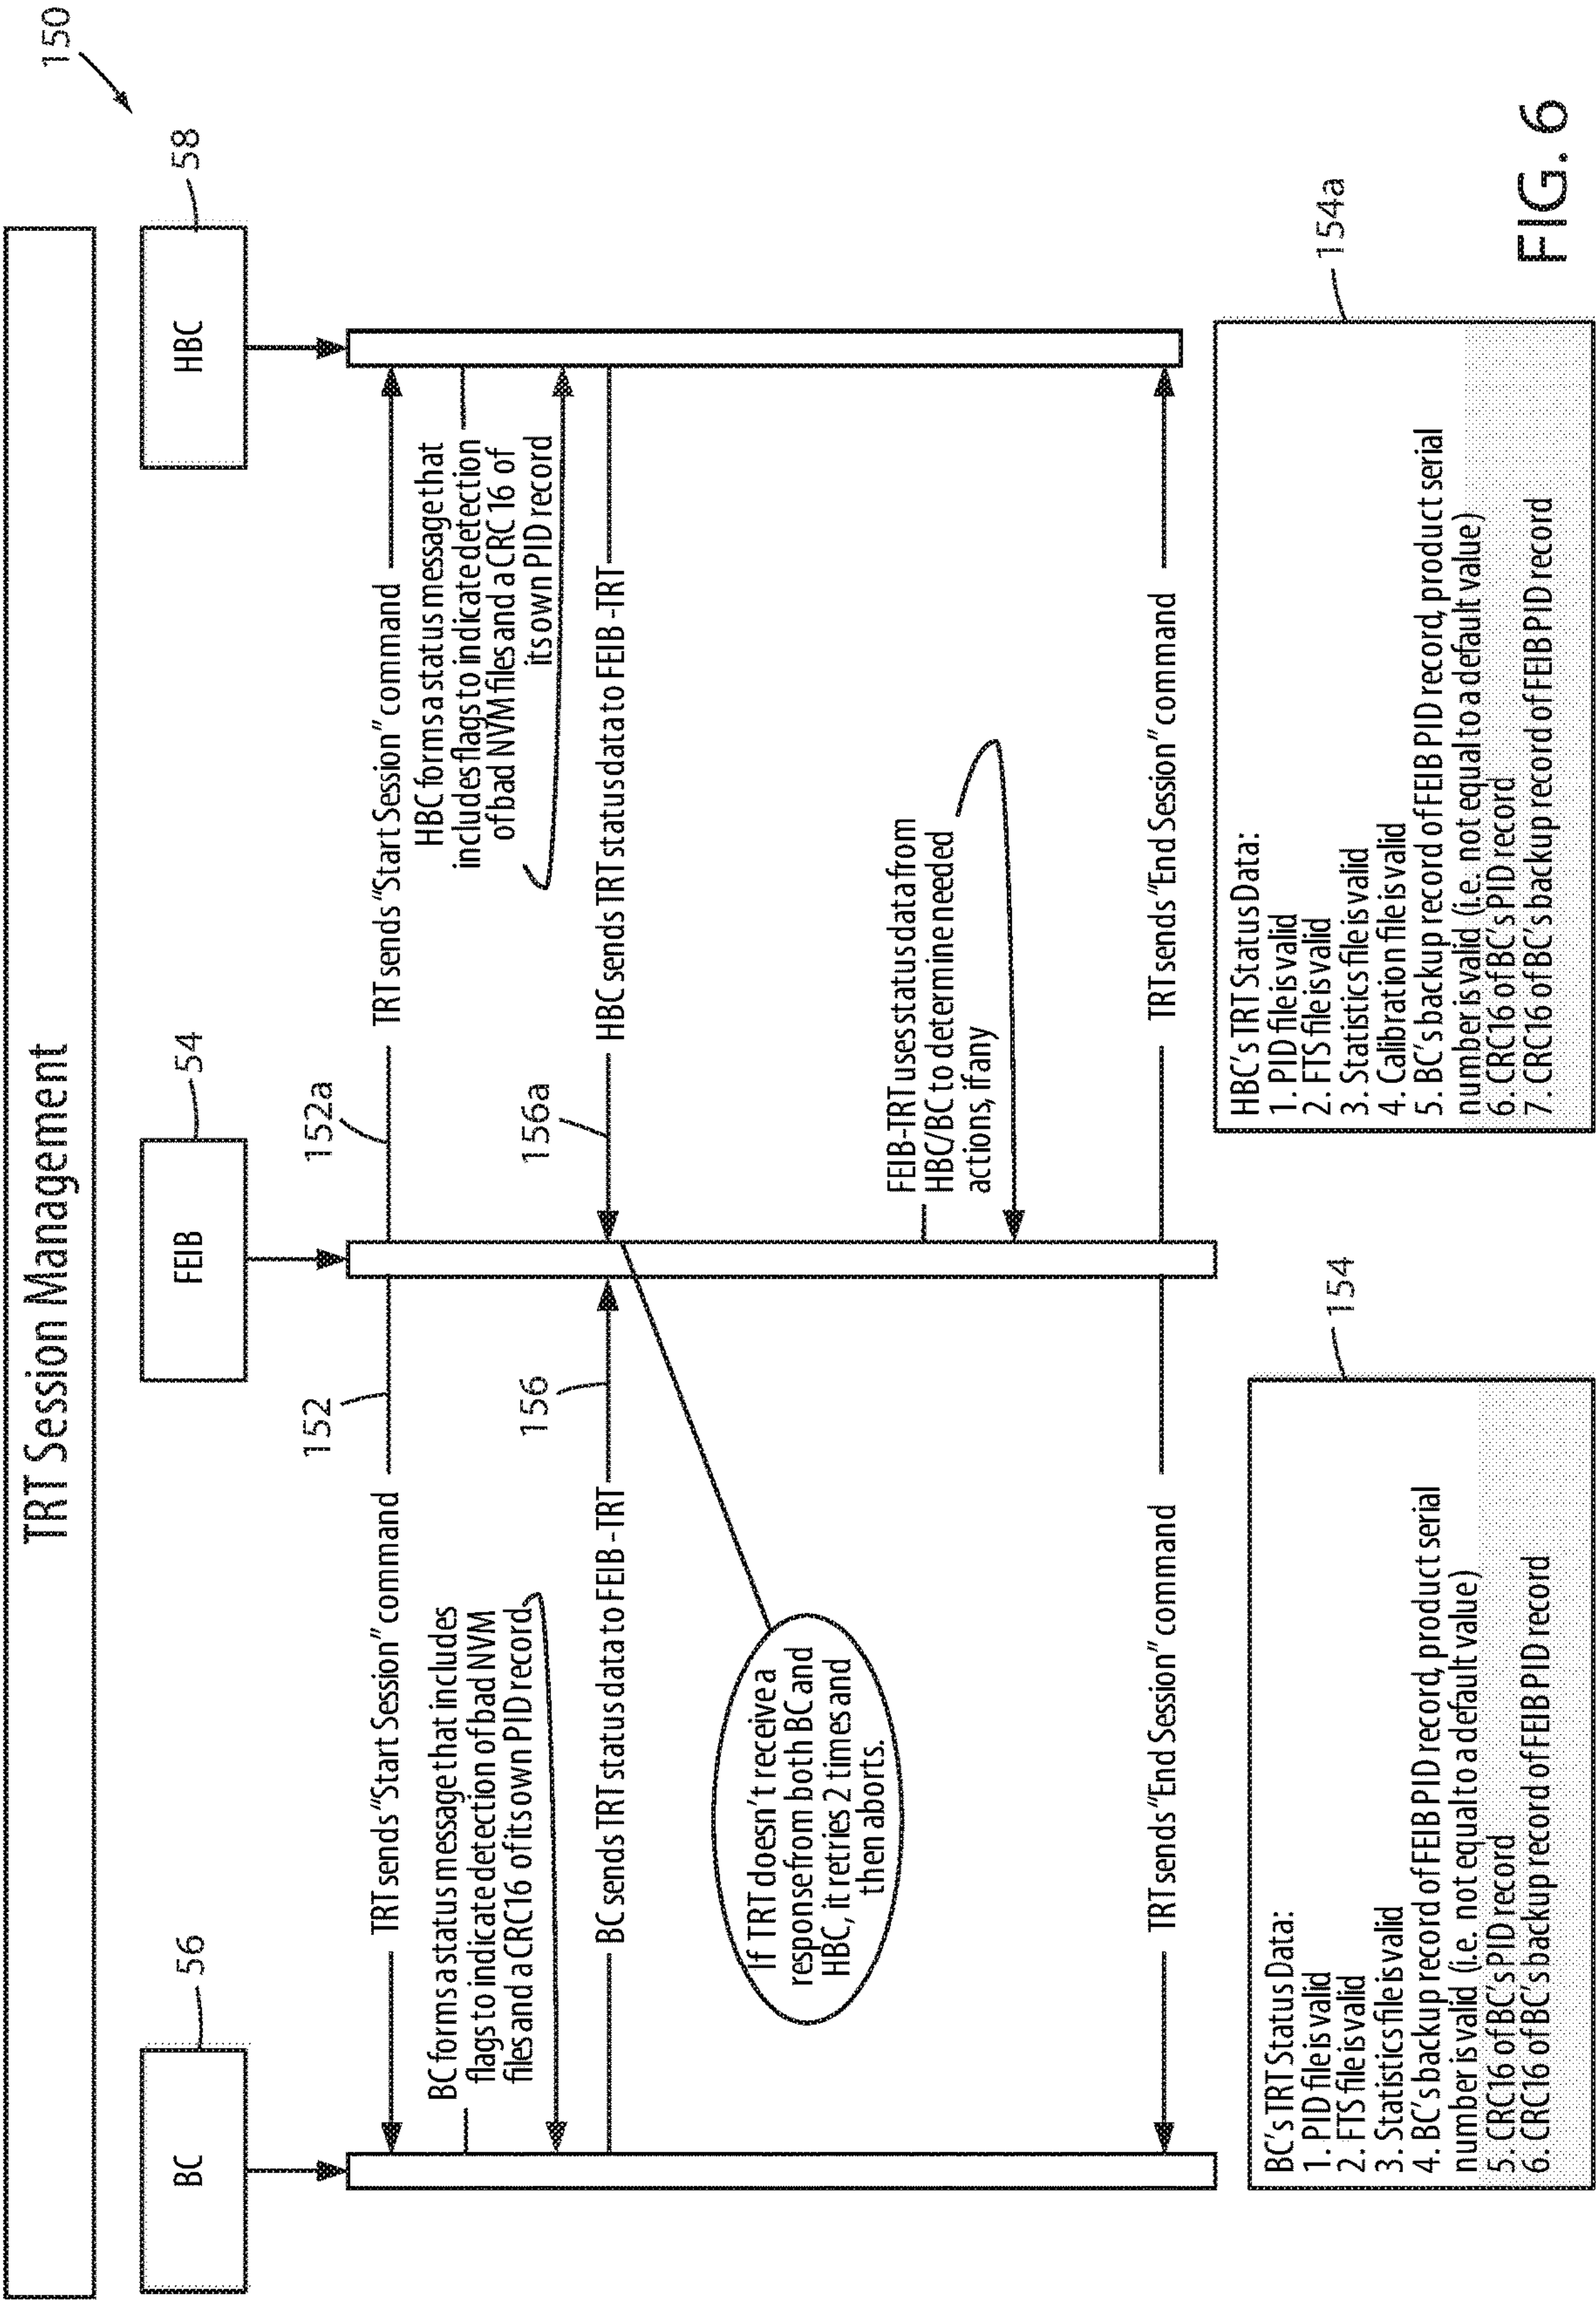 TRT Session Management
150
BC
56
FEIB
54
HBC
58
152
152a
TRT sends “Start Session” command
TRT sends “Start Session” command
BC forms a status message that includes
flags to indicate detection of bad NVM
files and a CRC16 of its own PID record
HBC forms a status message that
includes flags to indicate detection
of bad NVM files and a CRC 16 of
its own PID record
156
156a
BC sends TRT status data to FEIB -TRT
HBC sends TRT status data to FEIB -TRT
If TRT doesn't receive a
response from both BC and
HBC, it retries 2 times and
then aborts.
FEIB-TRT uses status data from
HBC/BC to determine needed
actions, if any
TRT sends “End Session” command
TRT sends “End Session” command
154
BC's TRT Status Data:
1. PID file is valid
2. FTS file is valid
3. Statistics file is valid
4. BC's backup record of FEIB PID record, product serial
number is valid (i.e. not equal to a default value)
5. CRC16 of BC's PID record
6. CRC16 of BC's backup record of FEIB PID record
154a
HBC's TRT Status Data:
1. PID file is valid
2. FTS file is valid
3. Statistics file is valid
4. Calibration file is valid
5. BC's backup record of FEIB PID record, product serial
number is valid (i.e. not equal to a default value)
6. CRC16 of BC's PID record
7. CRC16 of BC's backup record of FEIB PID record
FIG. 6